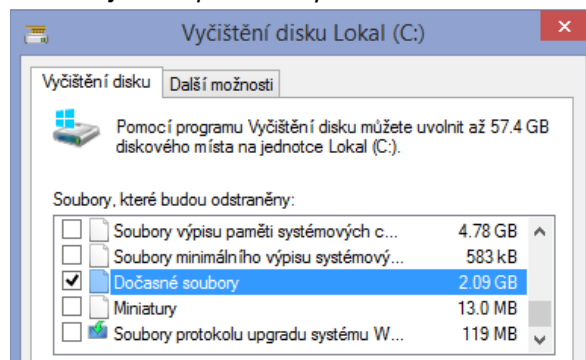 Vyčištění disku Lokal (C:)
Vyčištění disku
Další možnosti
Pomocí programu Vyčištění disku můžete uvolnit až 57.4 GB
diskového místa na jednotce Lokal (C:).
Soubory, které budou odstraněny:
Soubory výpisu paměti systémových c... 4.78 GB
Soubory minimálního výpisu systémový... 583 kB
Dočasné soubory 2.09 GB
Miniatury 13.0 MB
Soubory protokolu upgradu systému W... 119 MB